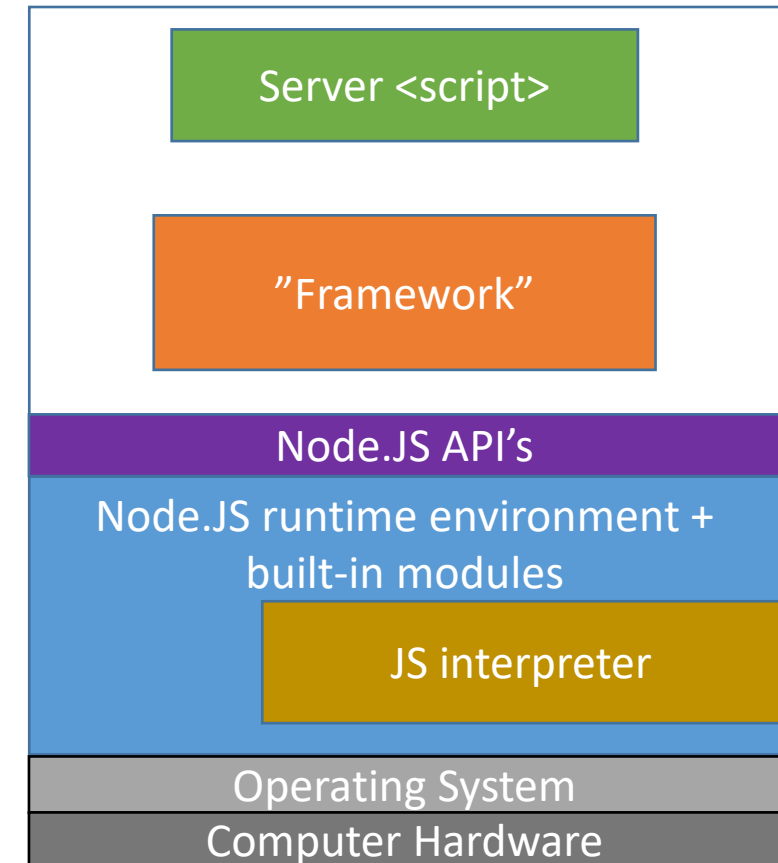 Server <script>
”Framework”
Node.JS API’s
Node.JS runtime environment +
built-in modules
JS interpreter
Operating System
Computer Hardware